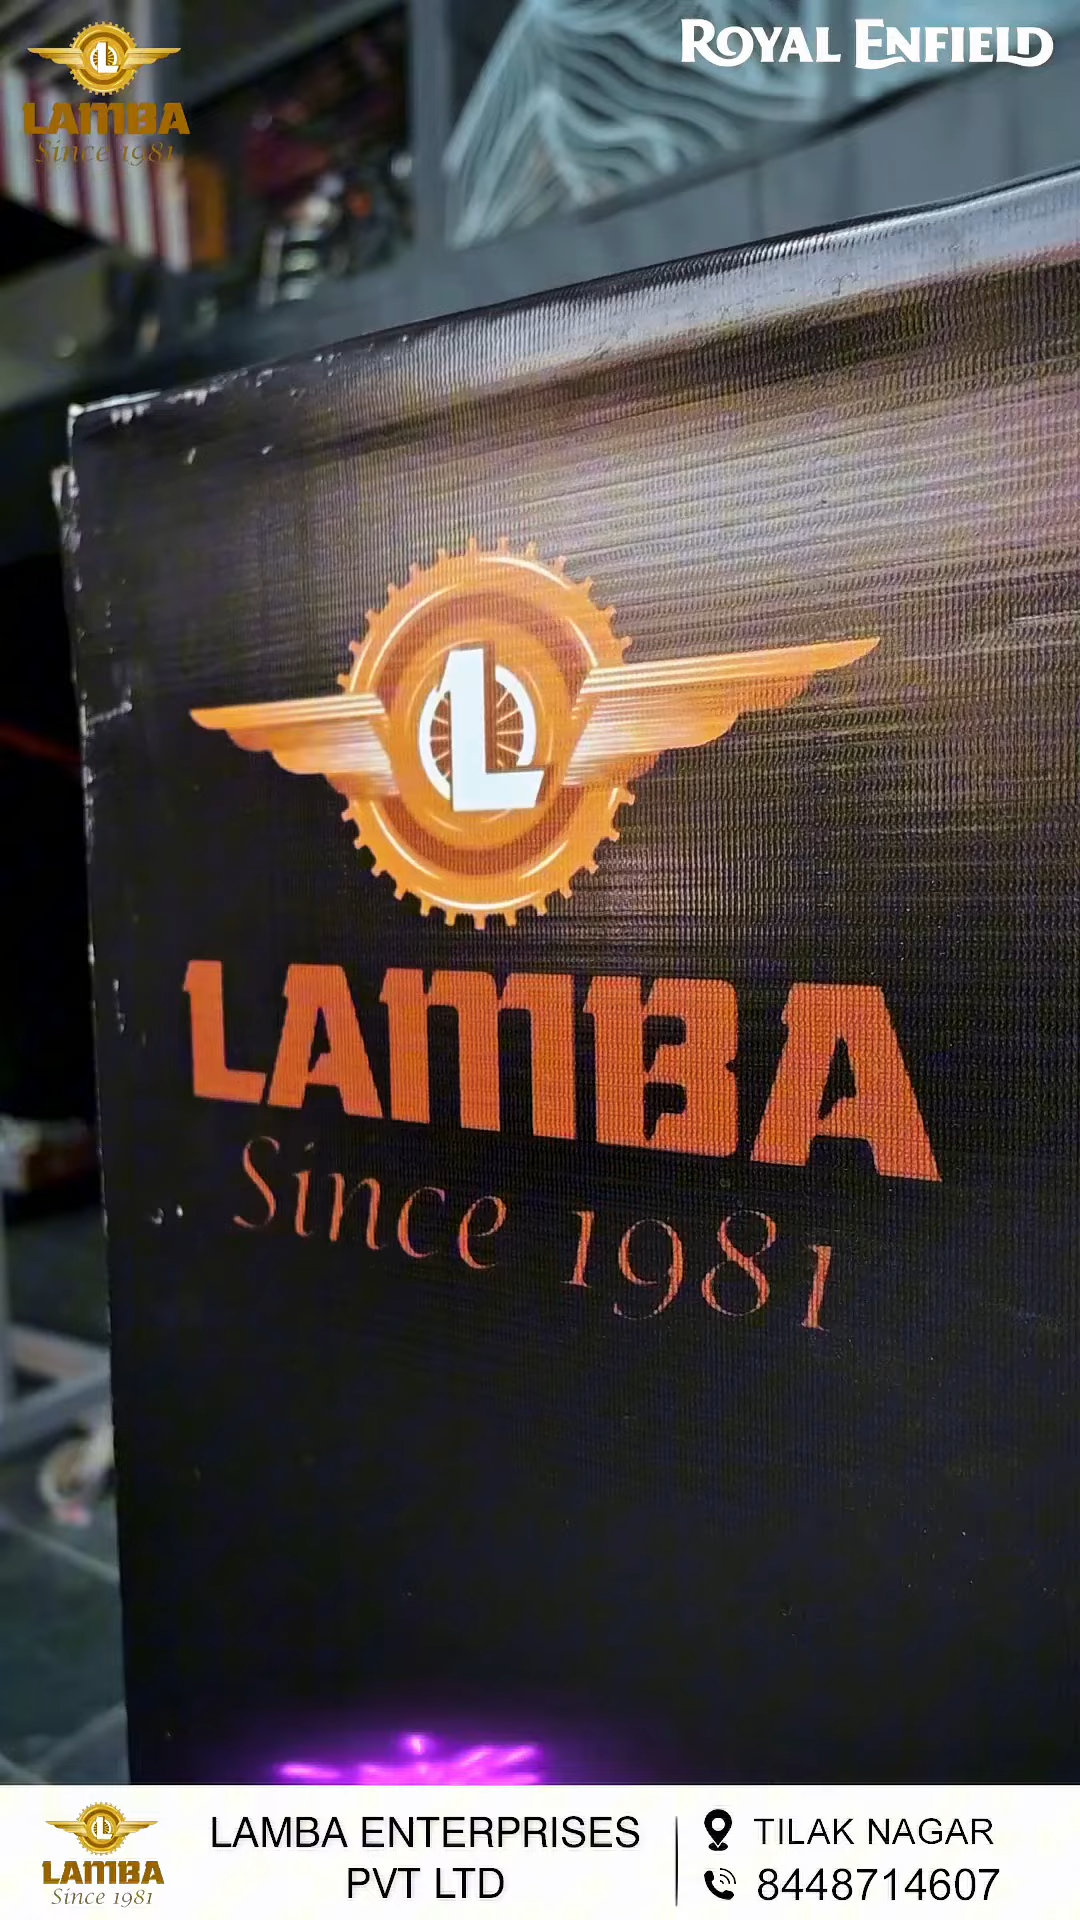 L
LAMBA
Since 1981
ROYAL ENFIELD
L
LAMBA
Since 1981
L
LAMBA
Since 1981
LAMBA ENTERPRISES
PVT LTD
TILAK NAGAR
8448714607